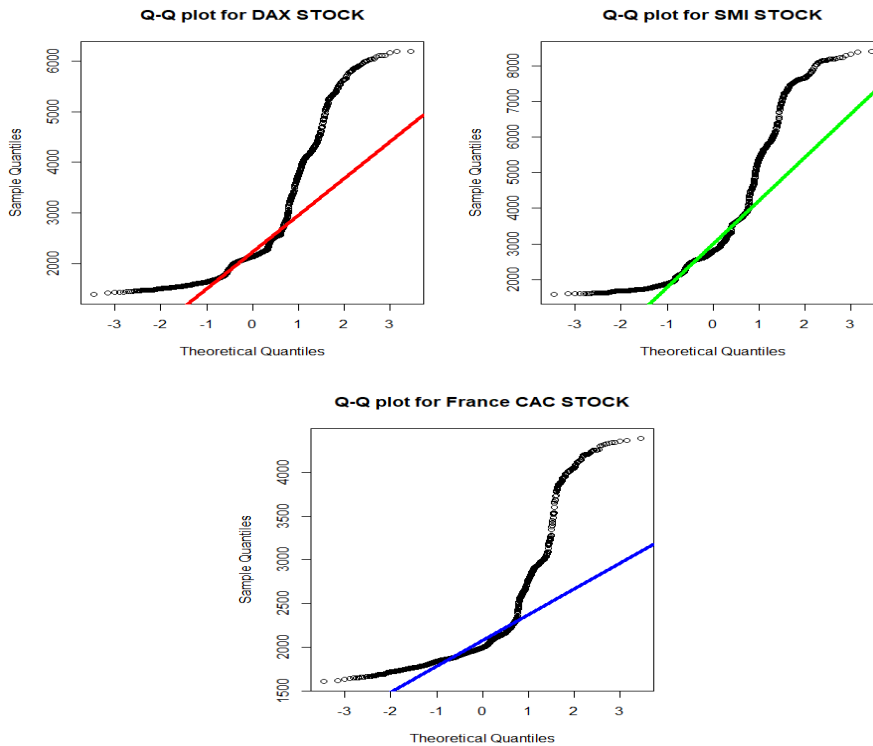 Q-Q plot for DAX STOCK
Sample Quantiles
6000
5000
4000
3000
2000
-3 -2 -1 0 1 2 3
Theoretical Quantiles
Q-Q plot for SMI STOCK
Sample Quantiles
8000
7000
6000
5000
4000
3000
2000
-3 -2 -1 0 1 2 3
Theoretical Quantiles
Q-Q plot for France CAC STOCK
Sample Quantiles
4000
3500
3000
2500
2000
1500
-3 -2 -1 0 1 2 3
Theoretical Quantiles